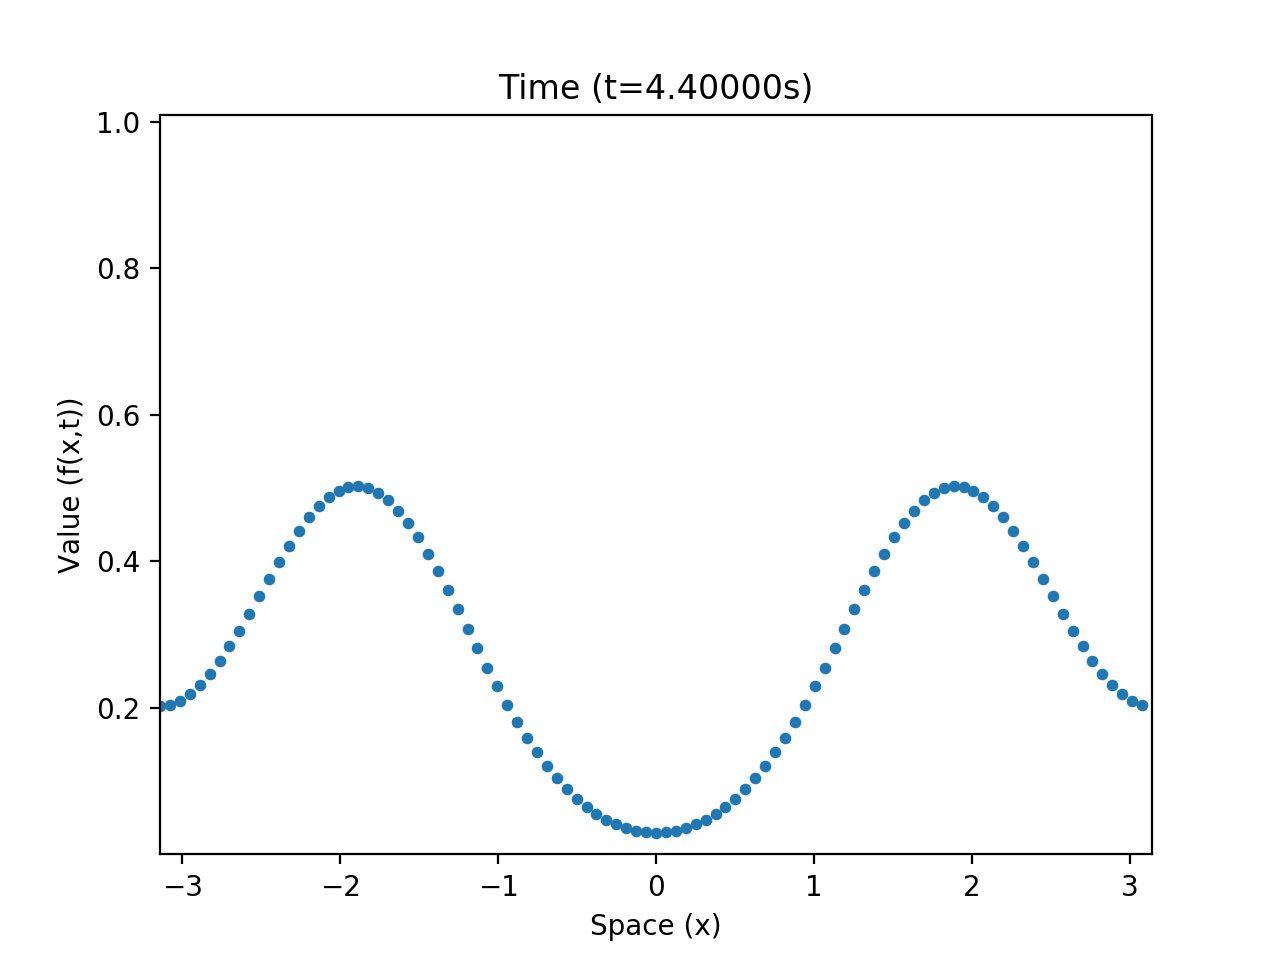 Time (t=4.40000s)
1.0
0.8
0.6
0.4
0.2
Value (f(x,t))
−3 −2 −1 0 1 2 3
Space (x)